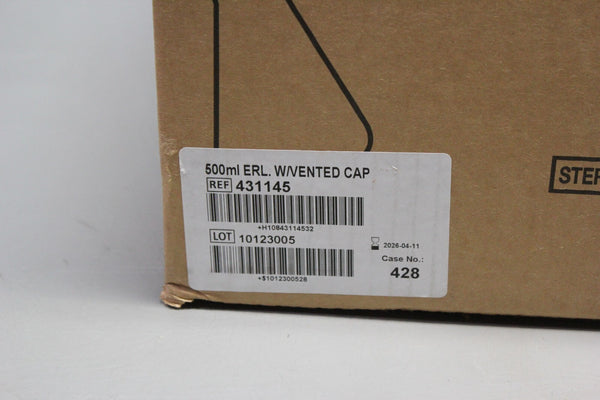 500ml ERL. W/VENTED CAP
REF 431145
+H10843114532
LOT 10123005
2026-04-11
Case No.:
428
+$1012300528
STER